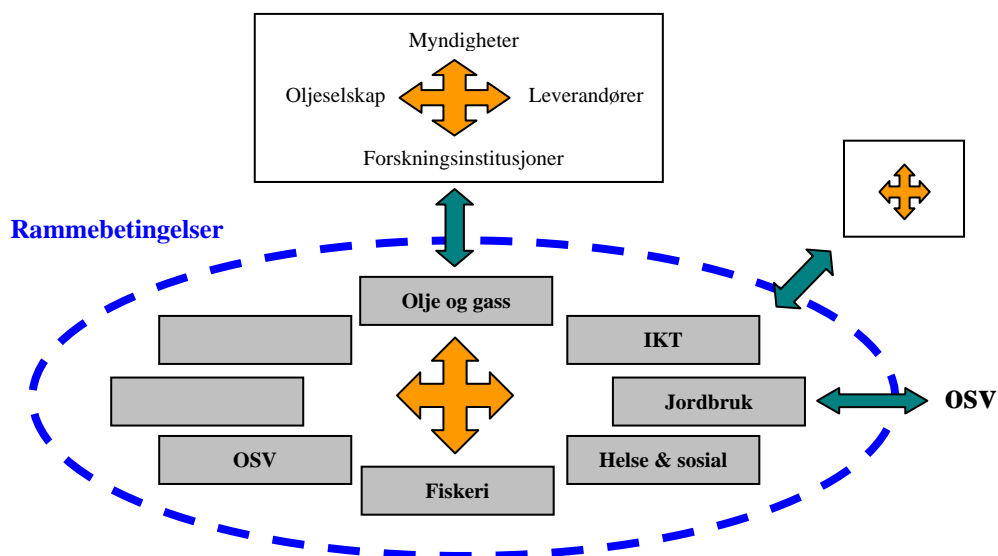 Myndigheter
Oljeselskap
Leverandører
Forskningsinstitusjoner
Rammebetingelser
Olje og gass
IKT
Jordbruk
osv
OSV
Helse & sosial
Fiskeri